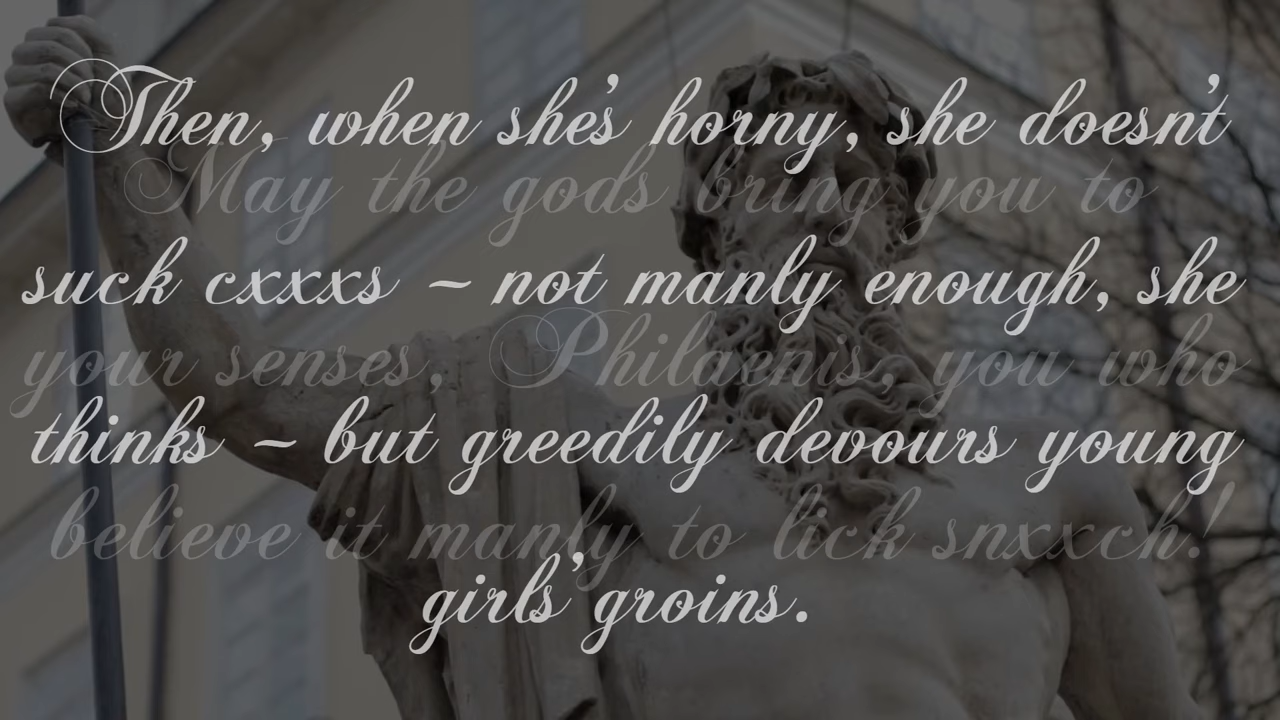 Then, when she's horny, she doesn't
May the gods bring you to
suck cxxxs ~ not manly enough, she
your senses, Philaenis, you who
thinks ~ but greedily devours young
believe it manly to lick snxxch!
girls' groins.